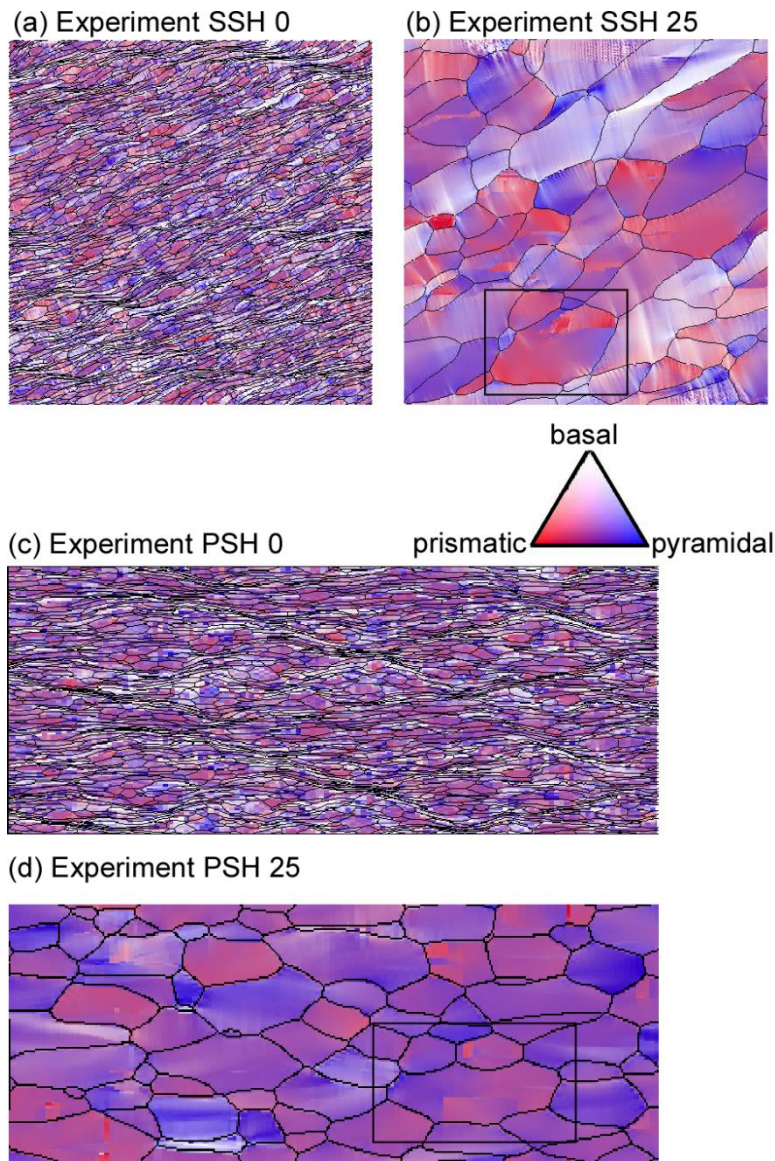 (a) Experiment SSH 0
(b) Experiment SSH 25
basal
prismatic
pyramidal
(c) Experiment PSH 0
(d) Experiment PSH 25